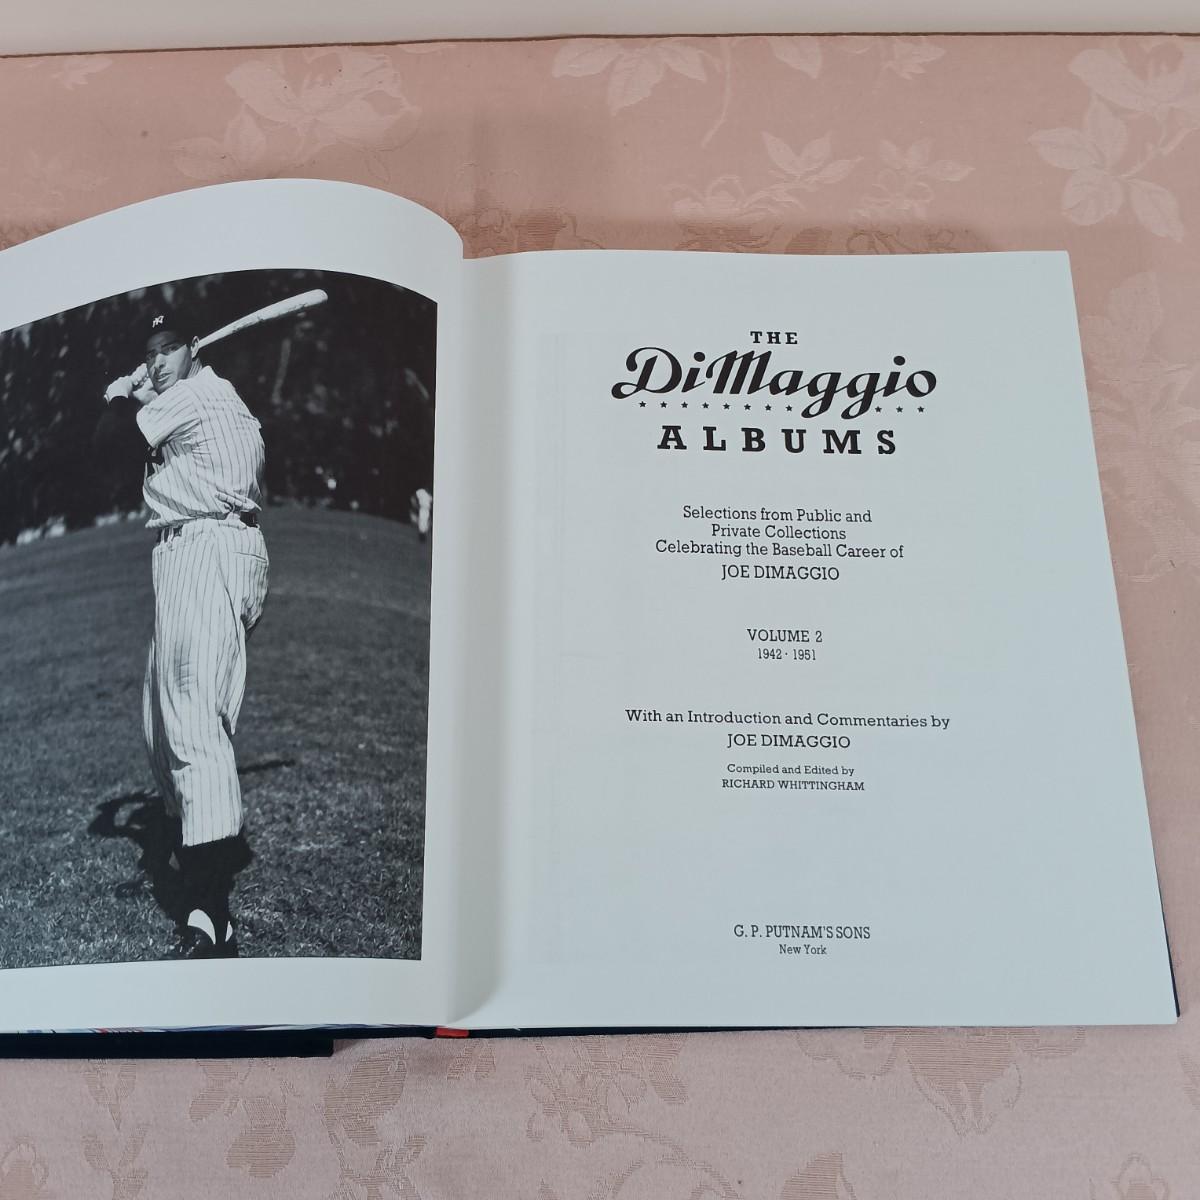 THE
DiMaggio
ALBUMS
Selections from Public and
Private Collections
Celebrating the Baseball Career of
JOE DIMAGGIO
VOLUME 2
1942 · 1951
With an Introduction and Commentaries by
JOE DIMAGGIO
Compiled and Edited by
RICHARD WHITTINGHAM
G. P. PUTNAM'S SONS
New York
NY